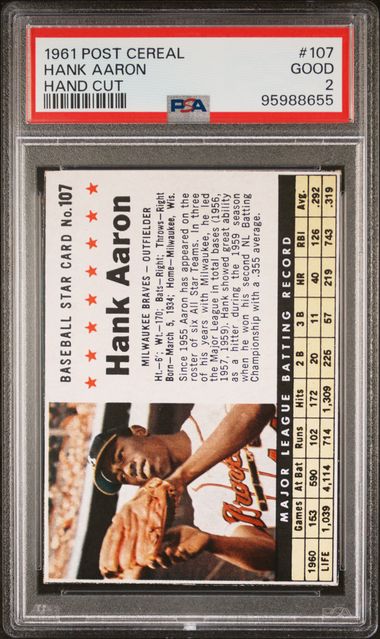 1961 POST CEREAL #107
HANK AARON GOOD
HAND CUT 2
PSA 95988655
BASEBALL STAR CARD No. 107
Hank Aaron
MILWAUKEE BRAVES – OUTFIELDER
Ht.–6'; Wt.–170; Bats–Right; Throws–Right
Born–March 5, 1934; Home–Milwaukee, Wis.
Since 1955 Aaron has appeared on the
roster of six All Star Teams. In three
of his years with Milwaukee, he led
the Major League in total bases (1956,
1957, 1959). Hank showed great ability
as a hitter during the 1959 season
when he won his second NL Batting
Championship with a .355 average.
Braves
MAJOR LEAGUE BATTING RECORD
Games At Bat Runs Hits 2 B 3 B HR RBI Avg.
1960 153 590 102 172 20 11 40 126 .292
LIFE 1,039 4,114 714 1,309 225 57 219 743 .319